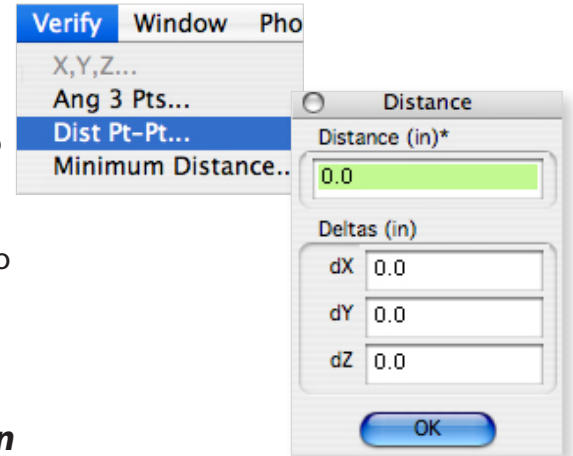 Verify Window Pho
X,Y,Z...
Ang 3 Pts...
Dist Pt-Pt...
Minimum Distance..
Distance
Distance (in)*
0.0
Deltas (in)
dX 0.0
dY 0.0
dZ 0.0
OK
o
n